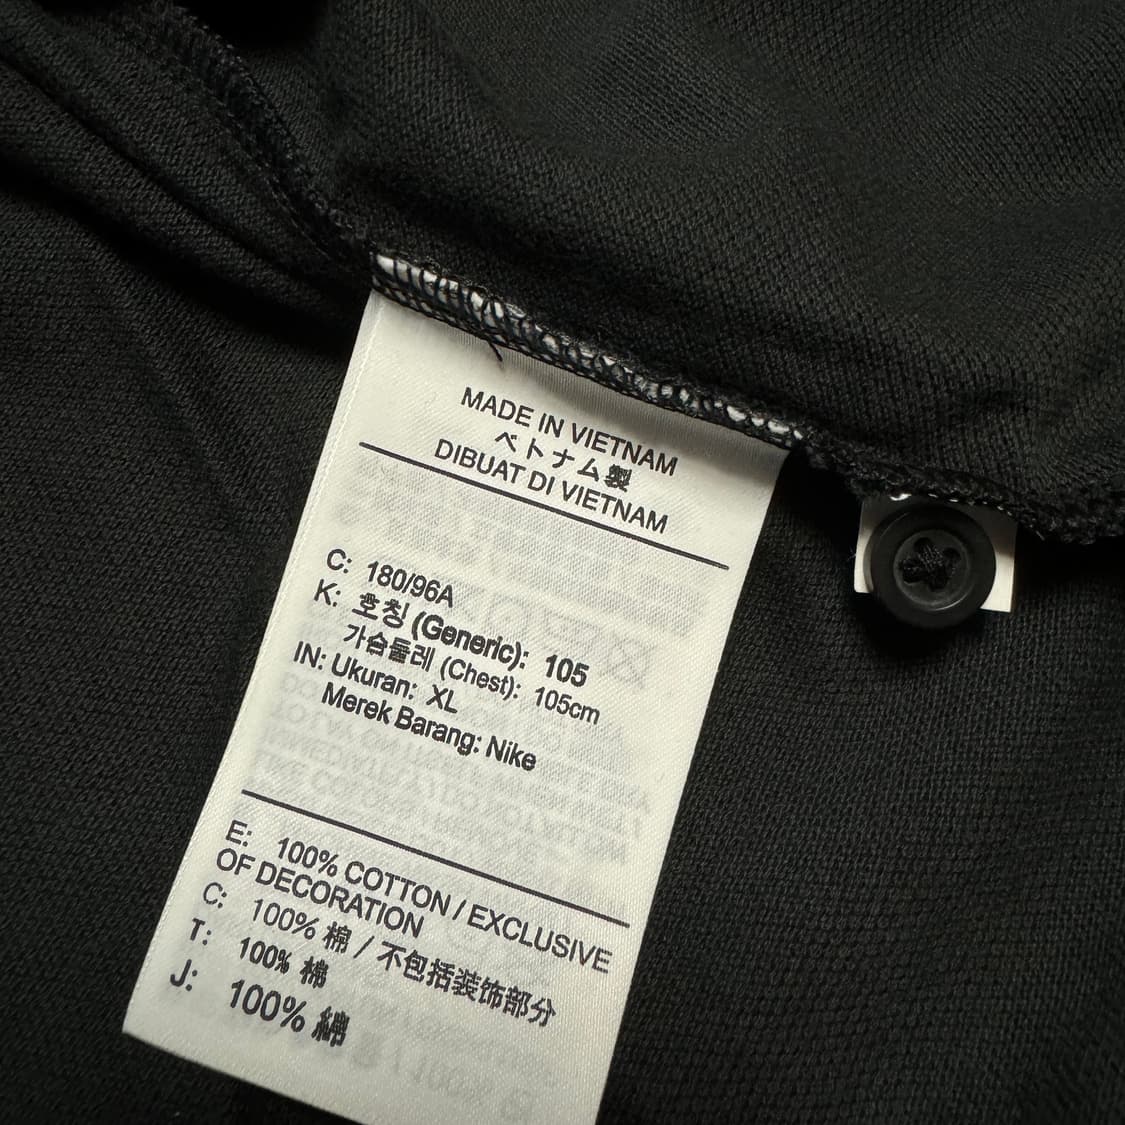 MADE IN VIETNAM
ベトナム製
DIBUAT DI VIETNAM
C: 180/96A
K: 호칭 (Generic): 105
가슴둘레 (Chest): 105cm
IN: Ukuran: XL
Merek Barang: Nike
E: 100% COTTON / EXCLUSIVE
OF DECORATION
C: 100% 棉 / 不包括装饰部分
T: 100% 棉
J: 100% 綿